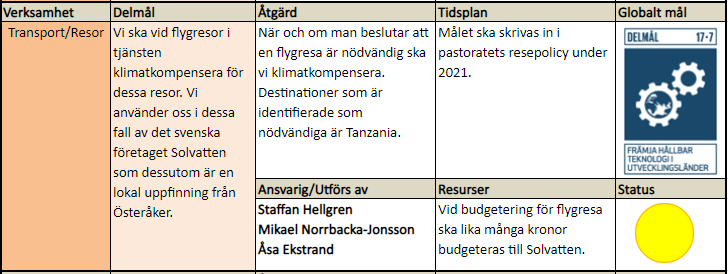 Verksamhet
Delmål
Åtgärd
Tidsplan
Globalt mål
Transport/Resor
Vi ska vid flygresor i
tjänsten
klimatkompensera för
dessa resor. Vi
använder oss i dessa
fall av det svenska
företaget Solvatten
som dessutom är en
lokal uppfinning från
Österåker.
När och om man beslutar att
en flygresa är nödvändig ska
vi klimatkompensera.
Destinationer som är
identifierade som
nödvändiga är Tanzania.
Målet ska skrivas in i
pastoratets resepolicy under
2021.
DELMÅL 17·7
FRÄMJA HÅLLBAR
TEKNOLOGI I
UTVECKLINGSLÄNDER
Ansvarig/Utförs av
Resurser
Status
Staffan Hellgren
Mikael Norrbacka-Jonsson
Åsa Ekstrand
Vid budgetering för flygresa
ska lika många kronor
budgeteras till Solvatten.